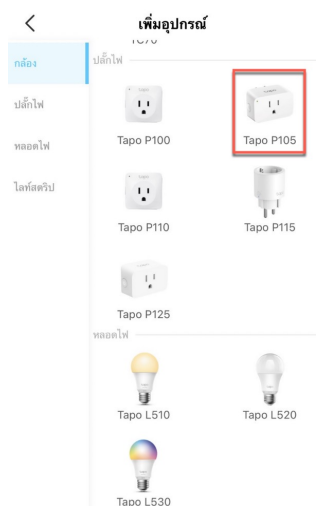 เพิ่มอุปกรณ์
กล้อง
ปลั๊กไฟ
หลอดไฟ
ไลท์สตริป
TC70
ปลั๊กไฟ
Tapo P100
Tapo P105
Tapo P110
Tapo P115
Tapo P125
หลอดไฟ
Tapo L510
Tapo L520
Tapo L530